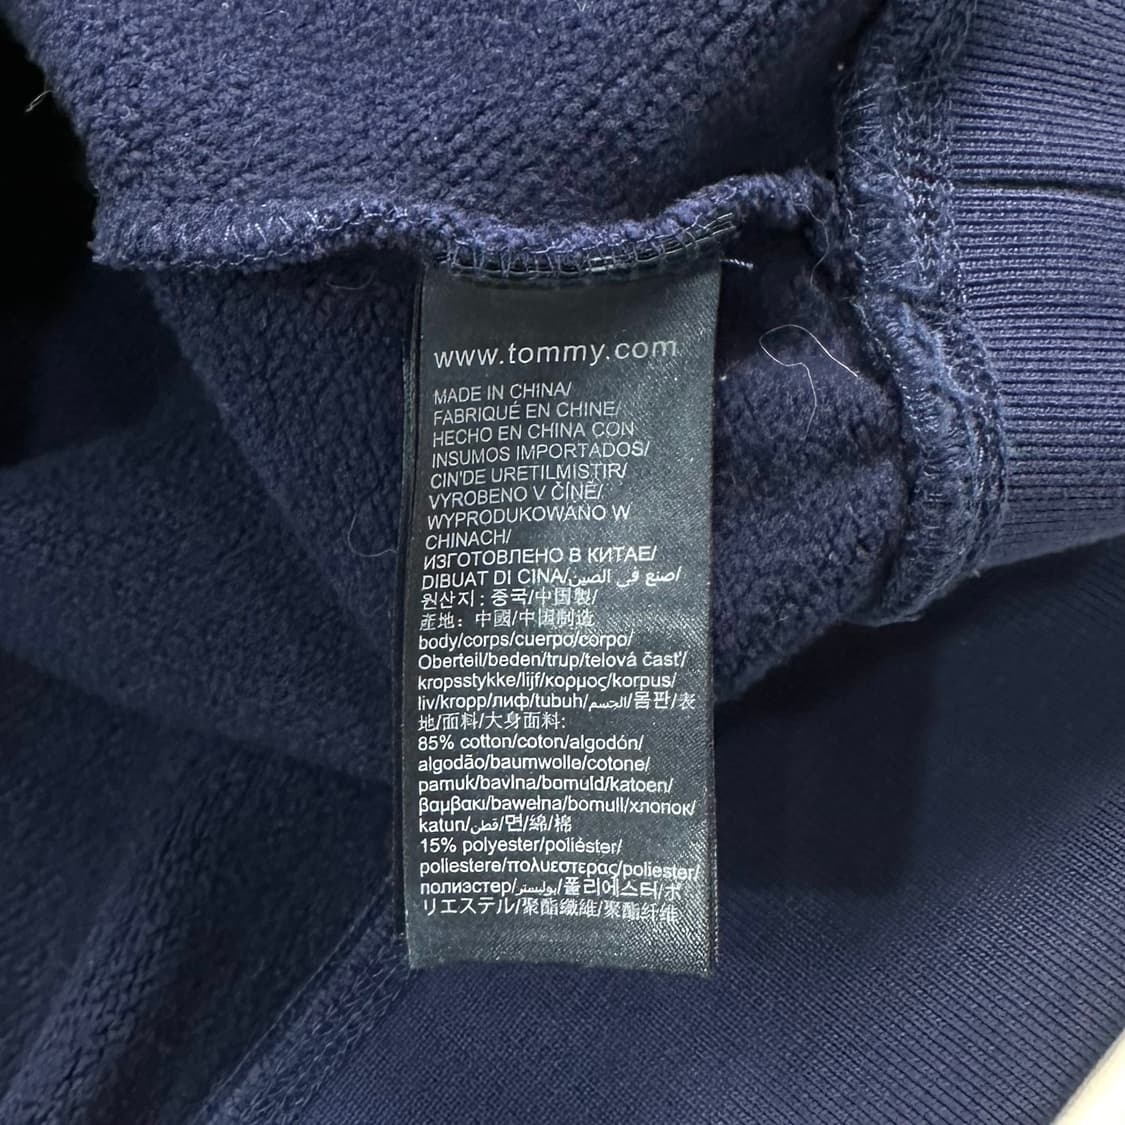 www.tommy.com
MADE IN CHINA/
FABRIQUÉ EN CHINE/
HECHO EN CHINA CON
INSUMOS IMPORTADOS/
CIN'DE URETILMISTIR/
VYROBENO V ČÍNĚ/
WYPRODUKOWANO W
CHINACH/
ИЗГОТОВЛЕНО В КИТАЕ/
DIBUAT DI CINA/صنع في الصين/
원산지: 중국/中国製/
產地: 中國/中国制造
body/corps/cuerpo/corpo/
Oberteil/beden/trup/telová časť/
kropsstykke/lijf/κορμος/korpus/
liv/kropp/лиф/tubuh/الجسم/몸판/表
地/面料/大身面料:
85% cotton/coton/algodón/
algodão/baumwolle/cotone/
pamuk/bavlna/bomuld/katoen/
βαμβακι/bawełna/bomull/хлопок/
katun/قطن/면/綿/棉
15% polyester/poliéster/
poliestere/πολυεστερας/poliester/
полиэстер/بوليستر/폴리에스터/ポ
リエステル/聚酯纖維/聚酯纤维